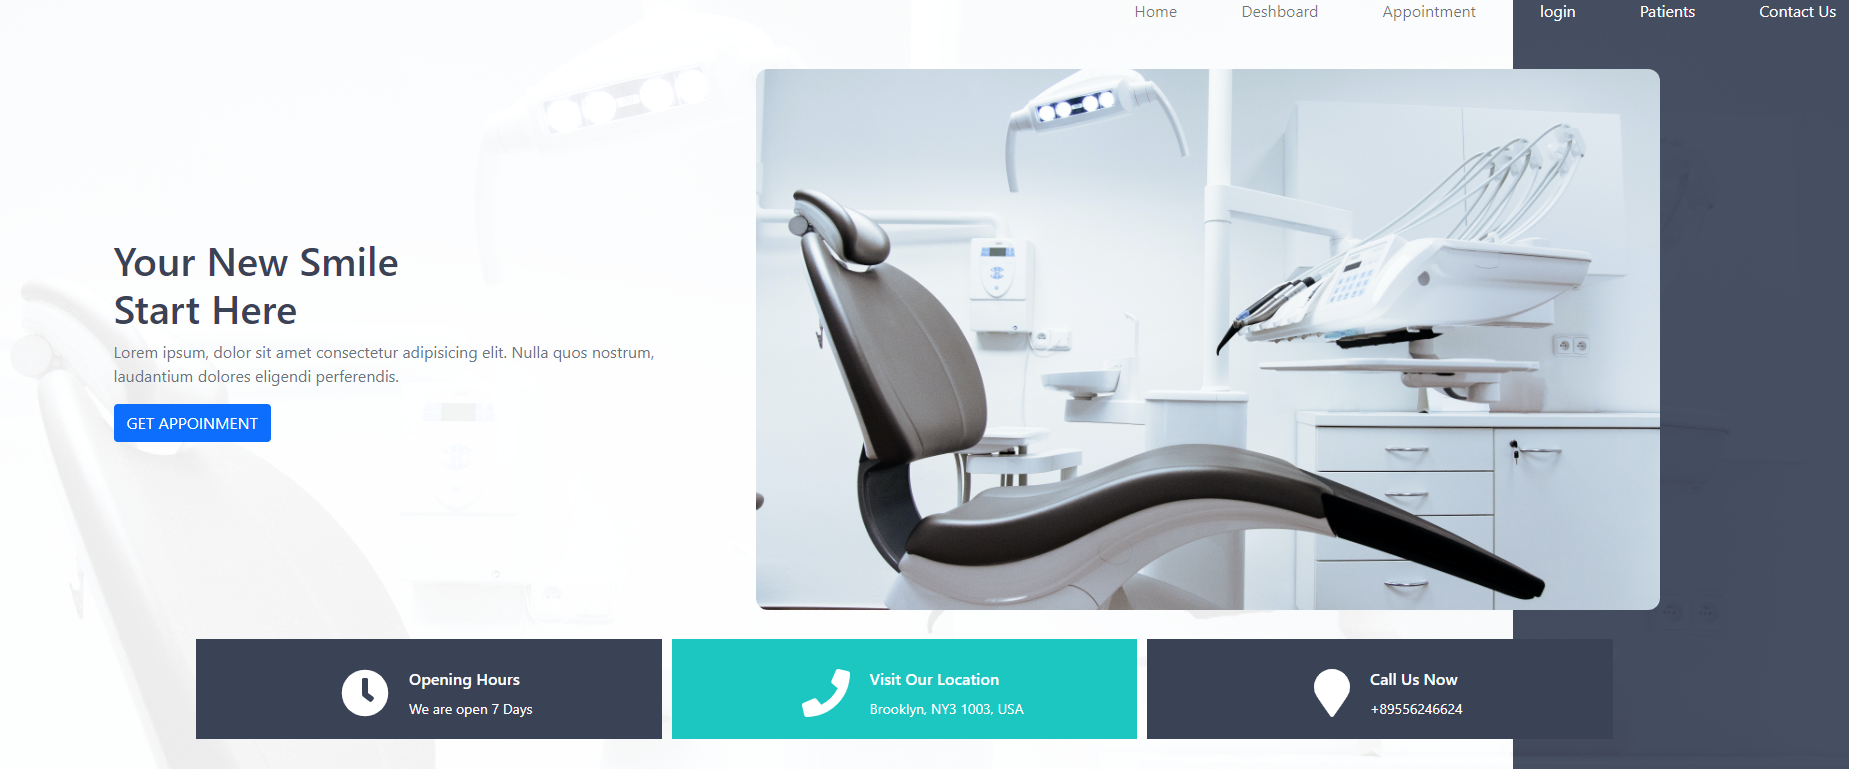 Home Deshboard Appointment login Patients Contact Us
Your New Smile
Start Here
Lorem ipsum, dolor sit amet consectetur adipisicing elit. Nulla quos nostrum,
laudantium dolores eligendi perferendis.
GET APPOINMENT
Opening Hours
We are open 7 Days
Visit Our Location
Brooklyn, NY3 1003, USA
Call Us Now
+89556246624